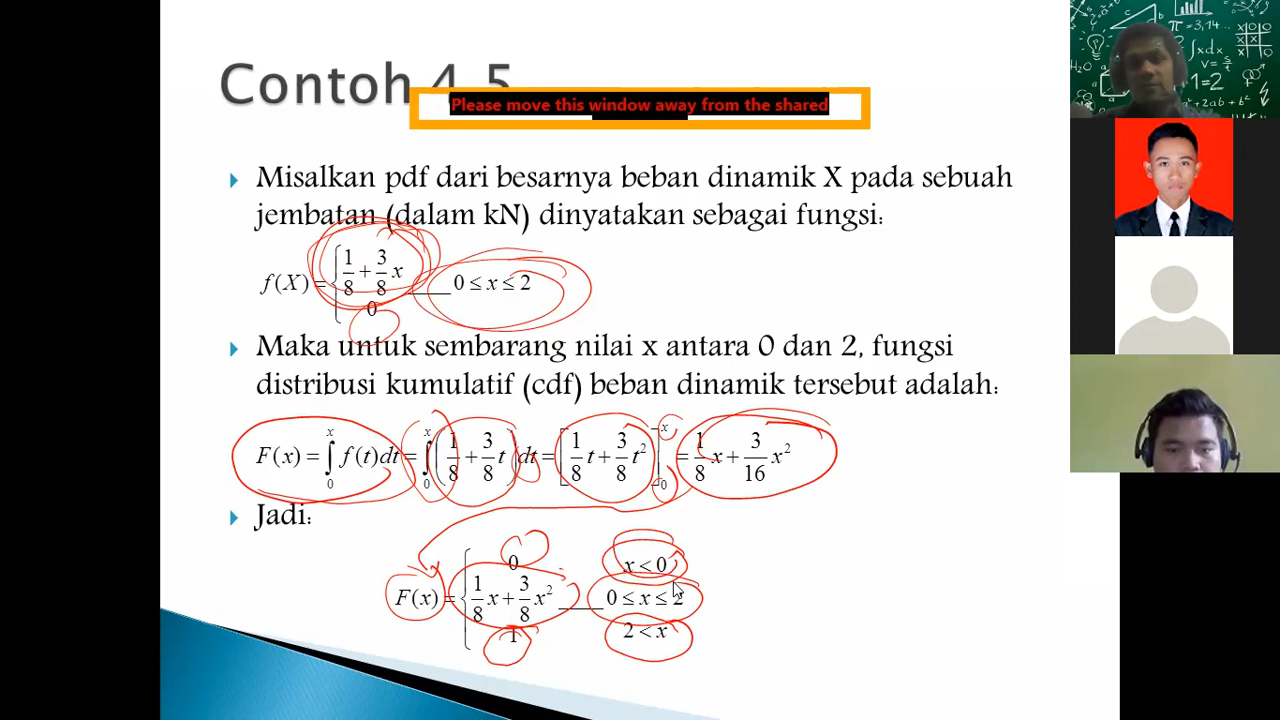 Contoh 4.5
Please move this window away from the shared
Misalkan pdf dari besarnya beban dinamik X pada sebuah
jembatan (dalam kN) dinyatakan sebagai fungsi:
f(X) = { 1/8 + 3/8 x ____ 0 ≤ x ≤ 2
0
Maka untuk sembarang nilai x antara 0 dan 2, fungsi
distribusi kumulatif (cdf) beban dinamik tersebut adalah:
F(x) = ∫₀ˣ f(t)dt = ∫₀ˣ (1/8 + 3/8 t) dt = [1/8 t + 3/8 t²]₀ˣ = 1/8 x + 3/16 x²
Jadi:
0 x < 0
F(x) = { 1/8 x + 3/8 x² ____ 0 ≤ x ≤ 2
1 2 < x